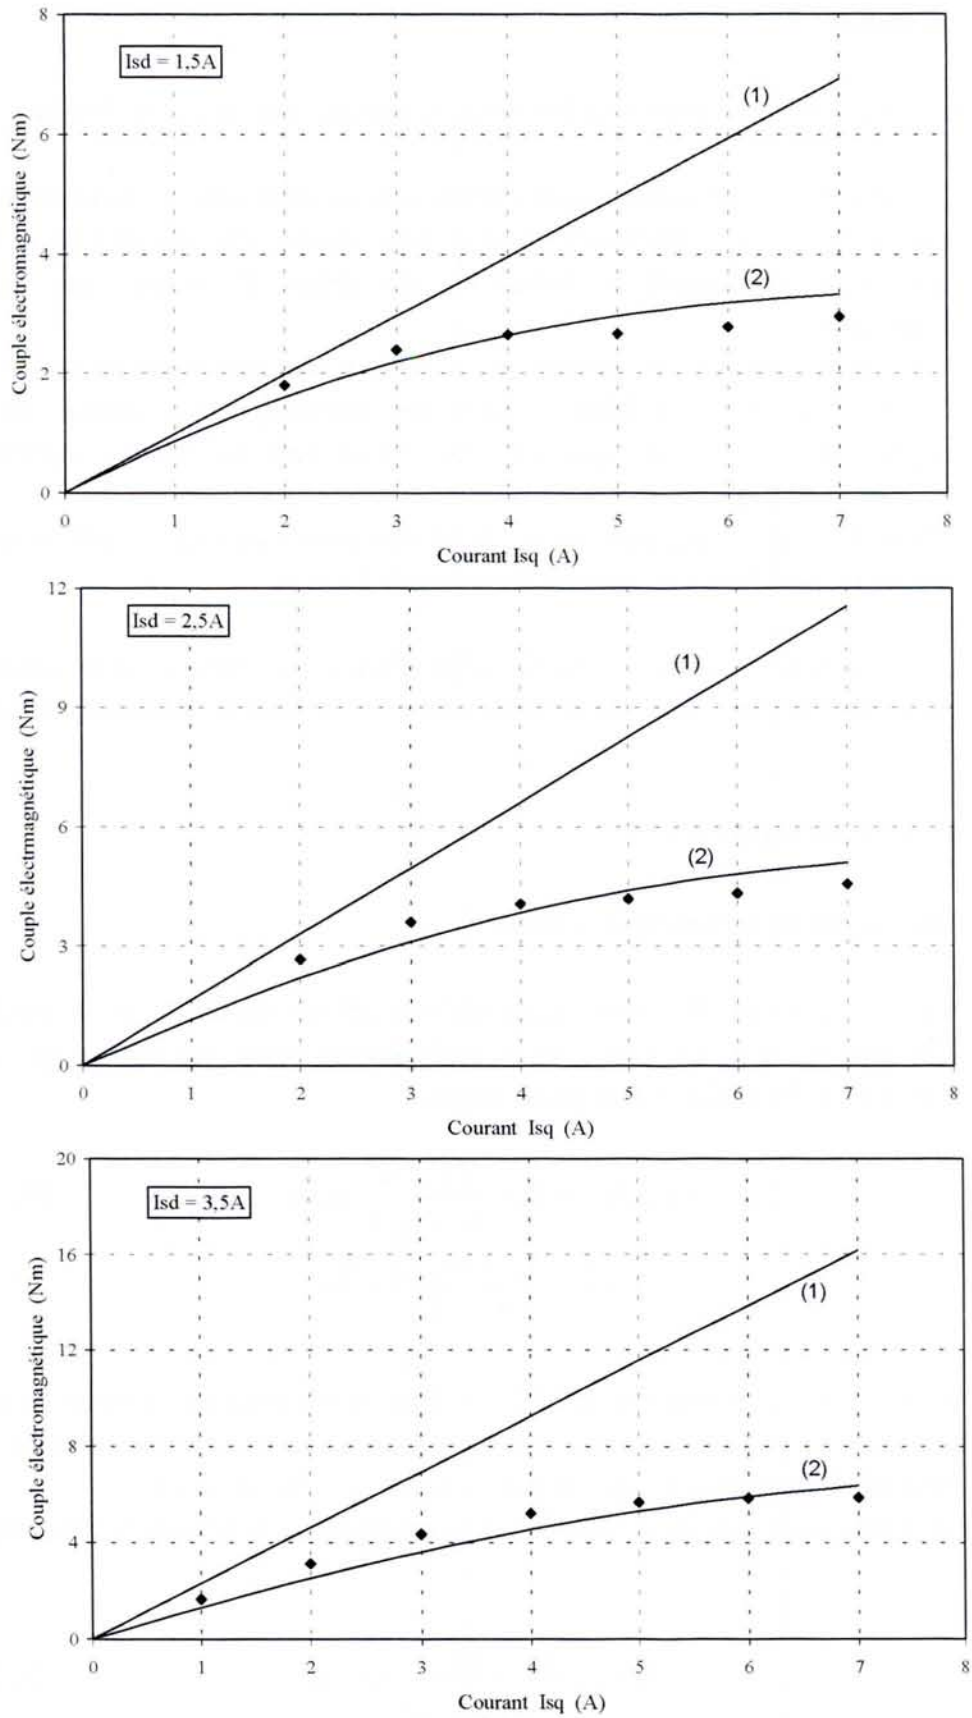 8
Isd = 1,5A
(1)
6
4
(2)
2
0
0 1 2 3 4 5 6 7 8
Couple électromagnétique (Nm)
Courant Isq (A)
12
Isd = 2,5A
(1)
9
6
(2)
3
0
0 1 2 3 4 5 6 7 8
Couple électrmagnétique (Nm)
Courant Isq (A)
20
Isd = 3,5A
16
(1)
12
8
(2)
4
0
0 1 2 3 4 5 6 7 8
Couple électromagnétique (Nm)
Courant Isq (A)